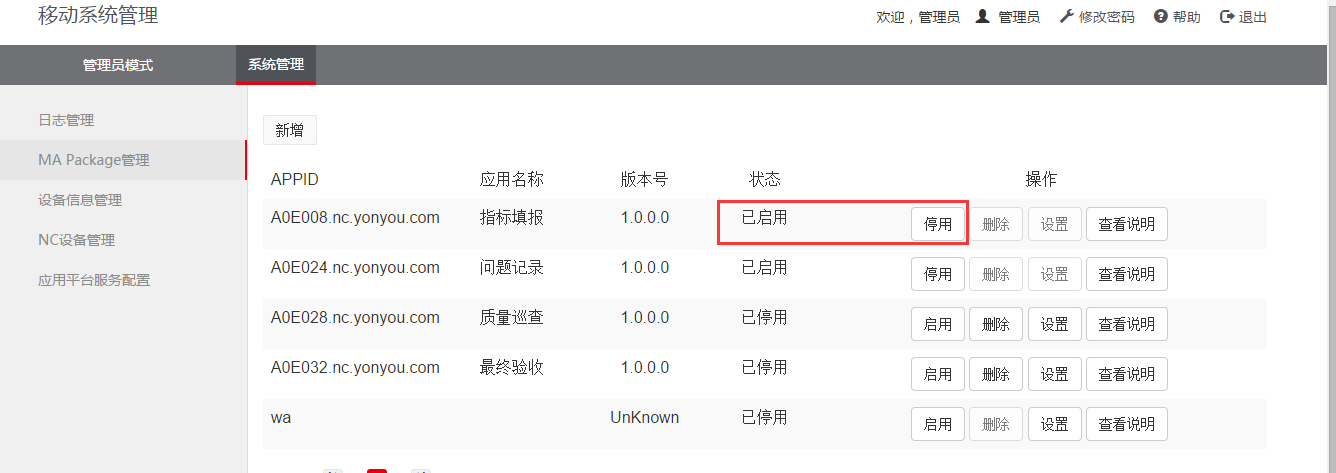 移动系统管理
欢迎，管理员 管理员 修改密码 帮助 退出
管理员模式 系统管理
日志管理
MA Package管理
设备信息管理
NC设备管理
应用平台服务配置
新增
APPID 应用名称 版本号 状态 操作
A0E008.nc.yonyou.com 指标填报 1.0.0.0 已启用 停用 删除 设置 查看说明
A0E024.nc.yonyou.com 问题记录 1.0.0.0 已启用 停用 删除 设置 查看说明
A0E028.nc.yonyou.com 质量巡查 1.0.0.0 已停用 启用 删除 设置 查看说明
A0E032.nc.yonyou.com 最终验收 1.0.0.0 已停用 启用 删除 设置 查看说明
wa UnKnown 已停用 启用 删除 设置 查看说明